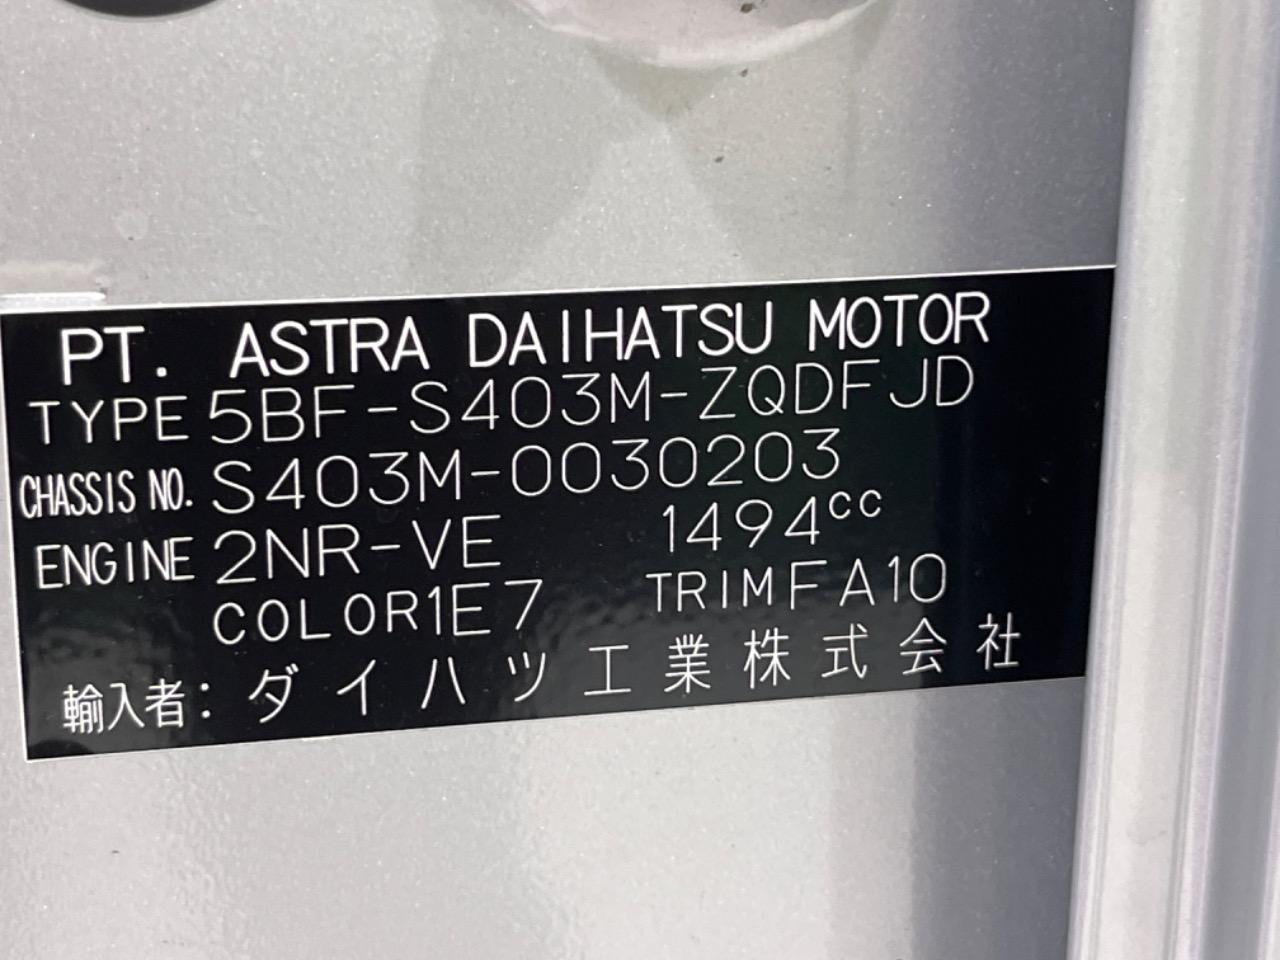 PT. ASTRA DAIHATSU MOTOR
TYPE 5BF-S403M-ZQDFJD
CHASSIS NO. S403M-0030203
ENGINE 2NR-VE 1494cc
COLOR 1E7 TRIM FA10
輸入者：ダイハツ工業株式会社